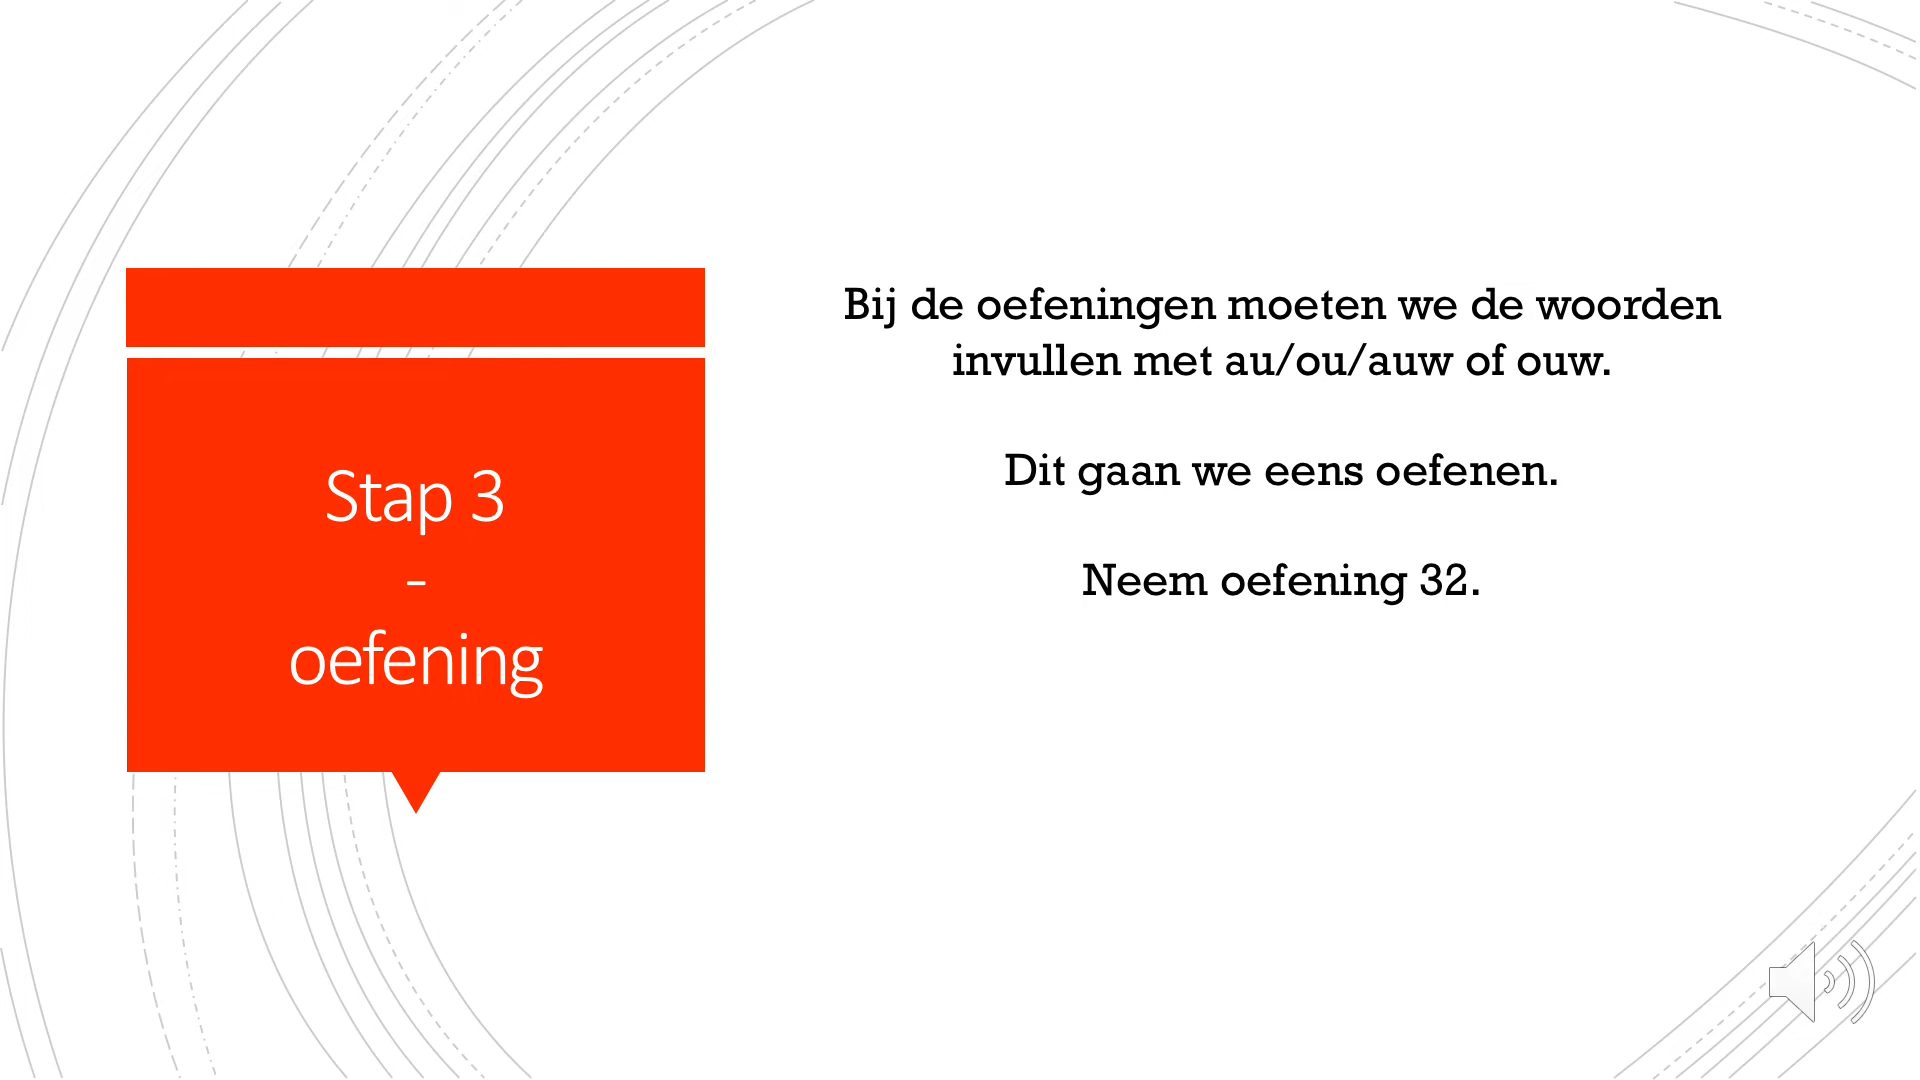 Stap 3
-
oefening
Bij de oefeningen moeten we de woorden
invullen met au/ou/auw of ouw.
Dit gaan we eens oefenen.
Neem oefening 32.